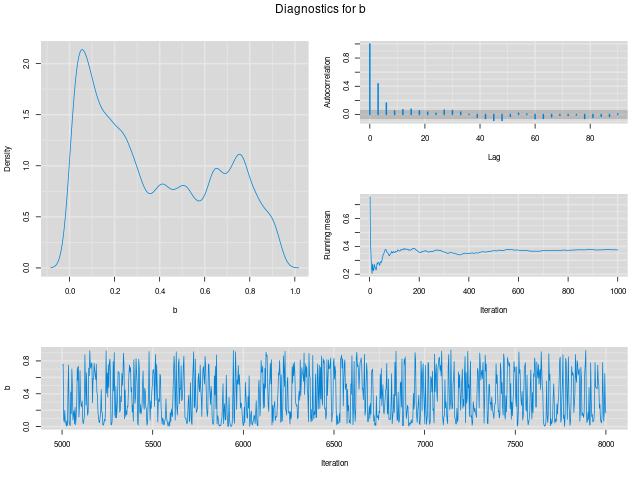 Diagnostics for b
Density
0.0 0.5 1.0 1.5 2.0
0.0 0.2 0.4 0.6 0.8 1.0
b
Autocorrelation
0.0 0.4 0.8
0 20 40 60 80
Lag
Running mean
0.2 0.4 0.6
0 200 400 600 800 1000
Iteration
b
0.0 0.4 0.8
5000 5500 6000 6500 7000 7500 8000
Iteration